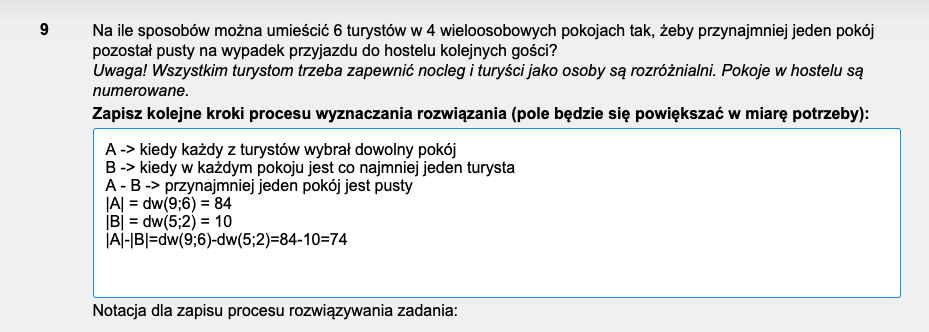 9
Na ile sposobów można umieścić 6 turystów w 4 wieloosobowych pokojach tak, żeby przynajmniej jeden pokój
pozostał pusty na wypadek przyjazdu do hostelu kolejnych gości?
Uwaga! Wszystkim turystom trzeba zapewnić nocleg i turyści jako osoby są rozróżnialni. Pokoje w hostelu są
numerowane.
Zapisz kolejne kroki procesu wyznaczania rozwiązania (pole będzie się powiększać w miarę potrzeby):
A -> kiedy każdy z turystów wybrał dowolny pokój
B -> kiedy w każdym pokoju jest co najmniej jeden turysta
A - B -> przynajmniej jeden pokój jest pusty
|A| = dw(9;6) = 84
|B| = dw(5;2) = 10
|A|-|B|=dw(9;6)-dw(5;2)=84-10=74
Notacja dla zapisu procesu rozwiązywania zadania: